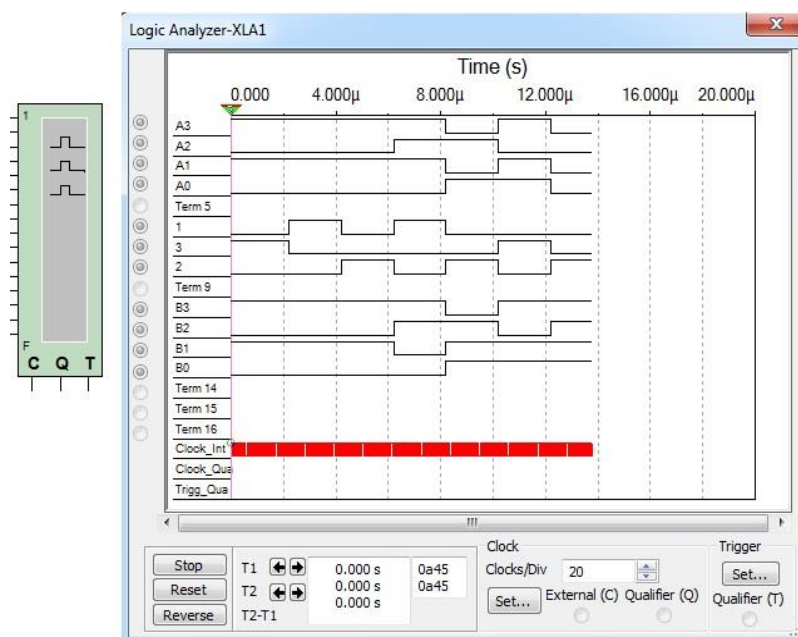 Logic Analyzer-XLA1
x
Time (s)
0.000 4.000µ 8.000µ 12.000µ 16.000µ 20.000µ
1
A3
A2
A1
A0
Term 5
1
3
2
Term 9
B3
B2
F
B1
C Q T
B0
Term 14
Term 15
Term 16
Clock_Int
Clock_Qua
Trigg_Qua
Stop
Reset
Reverse
T1
T2
T2-T1
0.000 s
0.000 s
0.000 s
0a45
0a45
Clock
Clocks/Div 20
Set... External (C) Qualifier (Q)
Trigger
Set...
Qualifier (T)